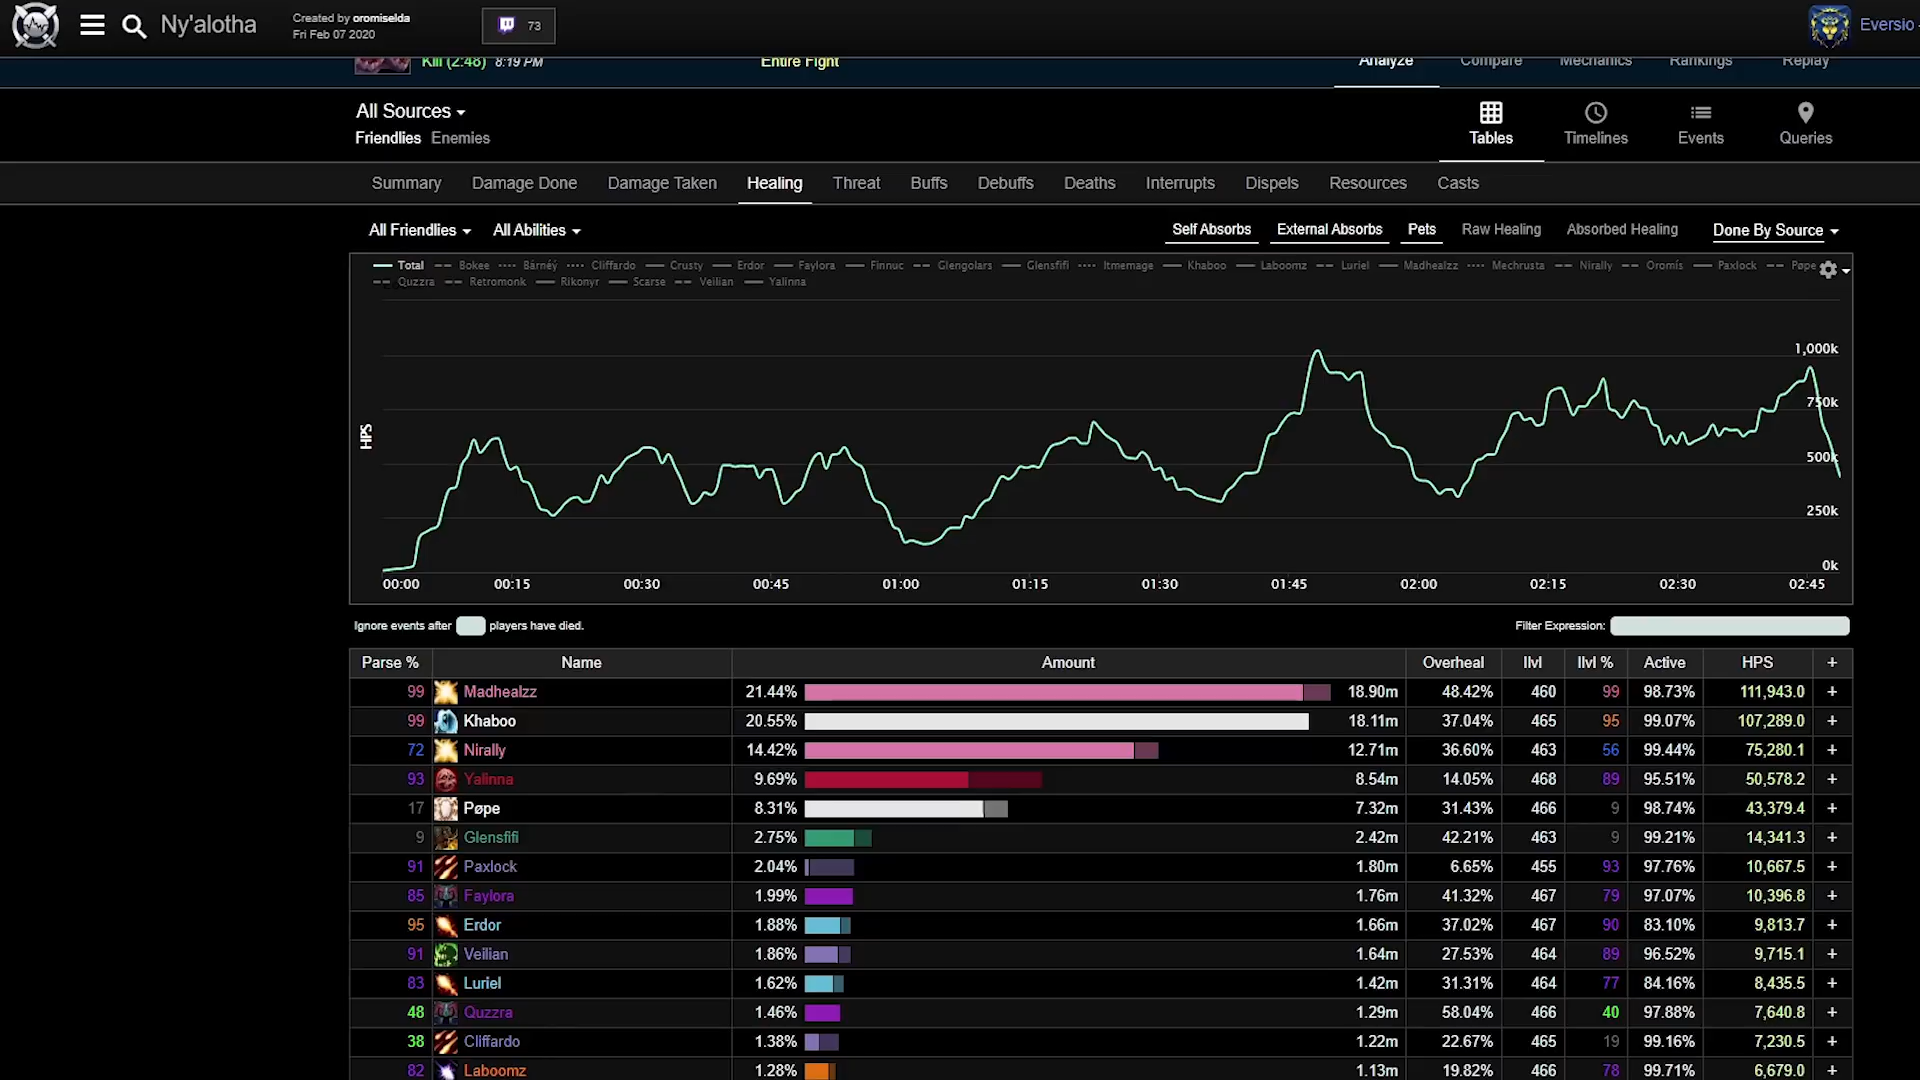 Ny'alotha
Created by oromiselda
Fri Feb 07 2020
73
Eversio
Kill (2:48) 8:19 PM
Entire Fight
Analyze Compare Mechanics Rankings Replay
All Sources
Friendlies Enemies
Tables Timelines Events Queries
Summary Damage Done Damage Taken Healing Threat Buffs Debuffs Deaths Interrupts Dispels Resources Casts
All Friendlies All Abilities Self Absorbs External Absorbs Pets Raw Healing Absorbed Healing Done By Source
Total Bokee Bárnéý Cliffardo Crusty Erdor Faylora Finnuc Glengolars Glensfifi Itmemage Khaboo Laboomz Luriel Madhealzz Mechrusta Nirally Oromís Paxlock Pøpe
Quzzra Retromonk Rikonyr Scarse Veilian Yalinna
1,000k
750k
HPS
500k
250k
0k
00:00 00:15 00:30 00:45 01:00 01:15 01:30 01:45 02:00 02:15 02:30 02:45
Ignore events after players have died. Filter Expression:
Parse % Name Amount Overheal Ilvl Ilvl % Active HPS +
99 Madhealzz 21.44% 18.90m 48.42% 460 99 98.73% 111,943.0 +
99 Khaboo 20.55% 18.11m 37.04% 465 95 99.07% 107,289.0 +
72 Nirally 14.42% 12.71m 36.60% 463 56 99.44% 75,280.1 +
93 Yalinna 9.69% 8.54m 14.05% 468 89 95.51% 50,578.2 +
17 Pøpe 8.31% 7.32m 31.43% 466 9 98.74% 43,379.4 +
9 Glensfifi 2.75% 2.42m 42.21% 463 9 99.21% 14,341.3 +
91 Paxlock 2.04% 1.80m 6.65% 455 93 97.76% 10,667.5 +
85 Faylora 1.99% 1.76m 41.32% 467 79 97.07% 10,396.8 +
95 Erdor 1.88% 1.66m 37.02% 467 90 83.10% 9,813.7 +
91 Veilian 1.86% 1.64m 27.53% 464 89 96.52% 9,715.1 +
83 Luriel 1.62% 1.42m 31.31% 464 77 84.16% 8,435.5 +
48 Quzzra 1.46% 1.29m 58.04% 466 40 97.88% 7,640.8 +
38 Cliffardo 1.38% 1.22m 22.67% 465 19 99.16% 7,230.5 +
82 Laboomz 1.28% 1.13m 19.82% 466 78 99.71% 6,679.0 +